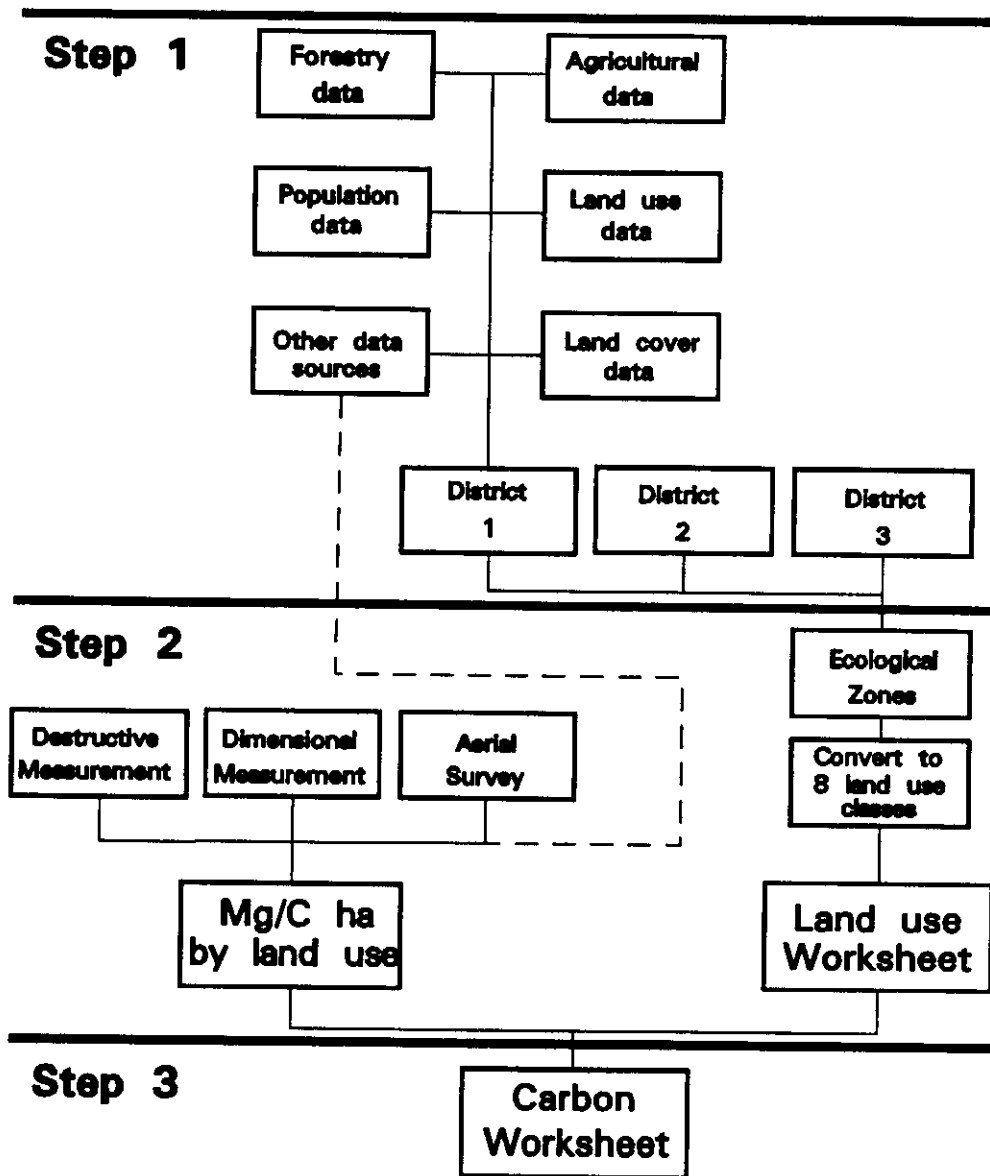 Step 1
Forestry
data
Agricultural
data
Population
data
Land use
data
Other data
sources
Land cover
data
District
1
District
2
District
3
Step 2
Ecological
Zones
Destructive
Measurement
Dimensional
Measurement
Aerial
Survey
Convert to
8 land use
classes
Mg/C ha
by land use
Land use
Worksheet
Step 3
Carbon
Worksheet